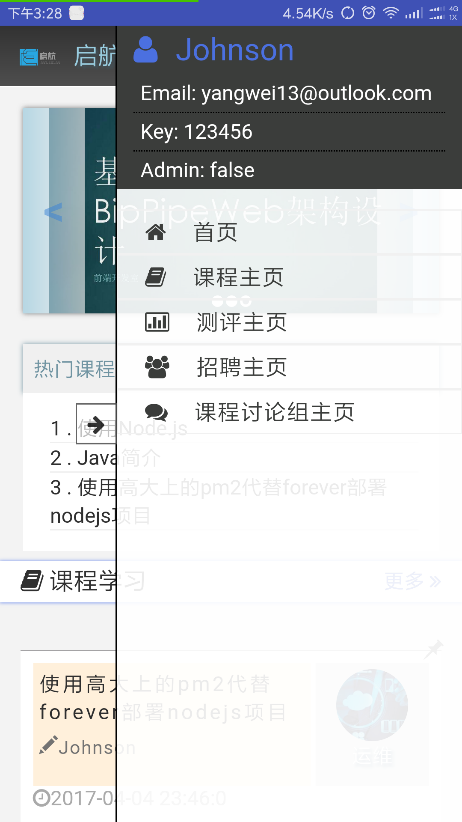 下午3:28
4.54K/s
4G
1X
启航
启航
Johnson
Email: yangwei13@outlook.com
Key: 123456
Admin: false
基
BipPipeWeb架构设
计
首页
课程主页
测评主页
招聘主页
课程讨论组主页
热门课程
1 . 使用Node.js
2 . Java简介
3 . 使用高大上的pm2代替forever部署
nodejs项目
课程学习
更多 »
使用高大上的pm2代替
forever部署nodejs项目
Johnson
运维
2017-04-04 23:46:0